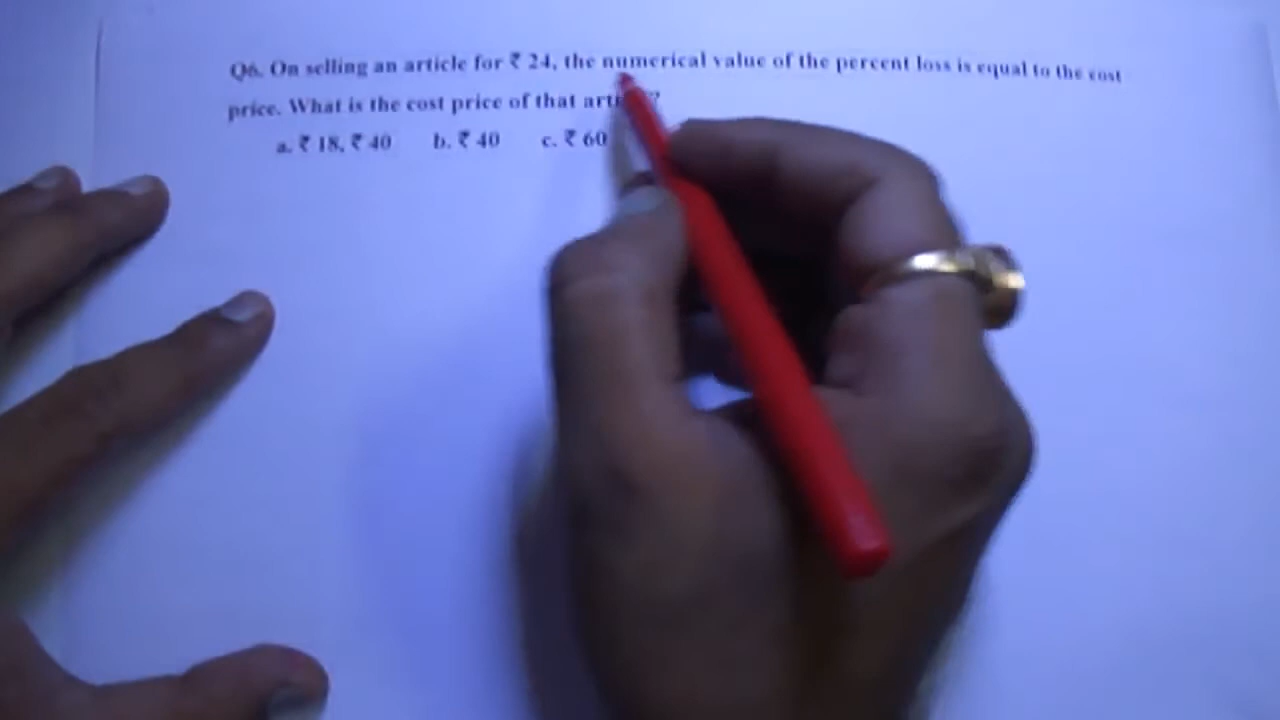 Q6. On selling an article for ₹ 24, the numerical value of the percent loss is equal to the cost
price. What is the cost price of that
a. ₹ 18, ₹ 40 b. ₹ 40 c. ₹ 60